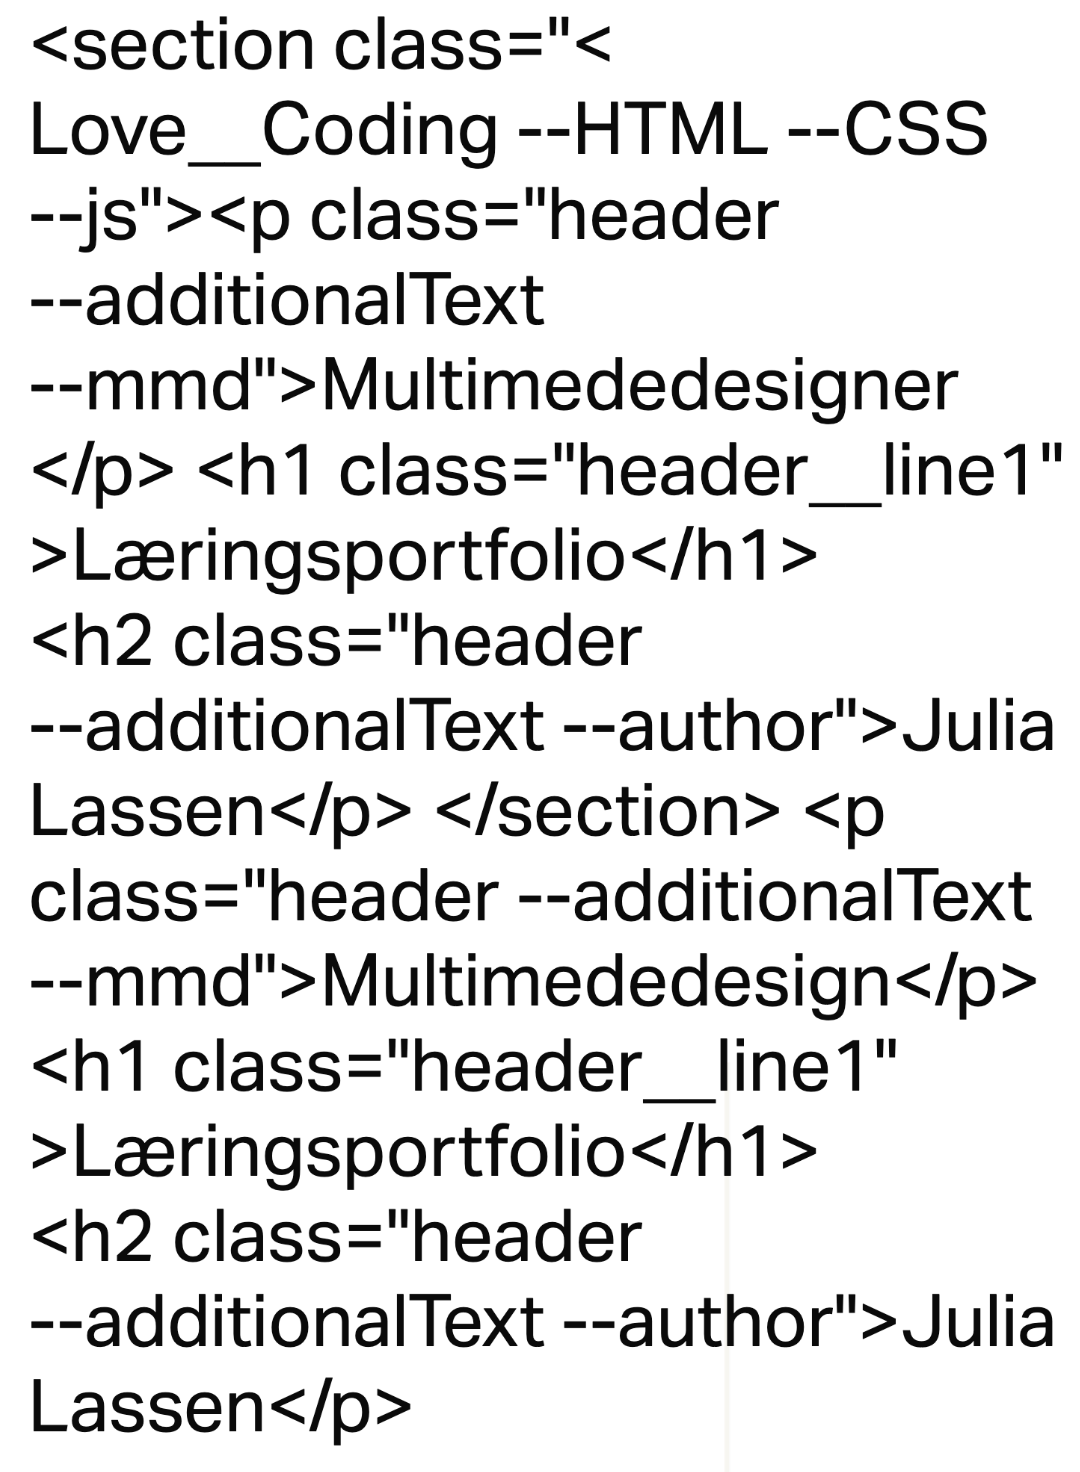 <section class="<
Love__Coding --HTML --CSS
--js"><p class="header
--additionalText
--mmd">Multimededesigner
</p> <h1 class="header__line1"
>Læringsportfolio</h1>
<h2 class="header
--additionalText --author">Julia
Lassen</p> </section> <p
class="header --additionalText
--mmd">Multimededesign</p>
<h1 class="header__line1"
>Læringsportfolio</h1>
<h2 class="header
--additionalText --author">Julia
Lassen</p>